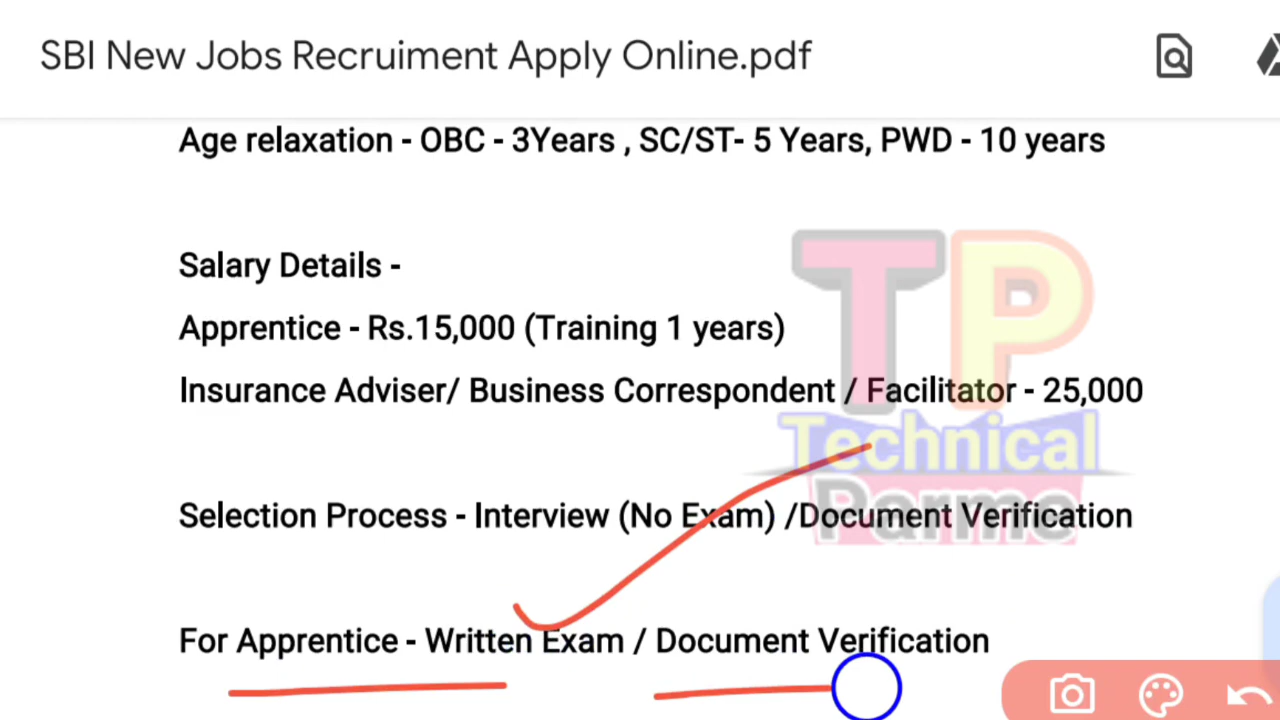 SBI New Jobs Recruiment Apply Online.pdf
Age relaxation - OBC - 3Years , SC/ST- 5 Years, PWD - 10 years
Salary Details -
Apprentice - Rs.15,000 (Training 1 years)
Insurance Adviser/ Business Correspondent / Facilitator - 25,000
Selection Process - Interview (No Exam) /Document Verification
For Apprentice - Written Exam / Document Verification
TP
Technical
Parme